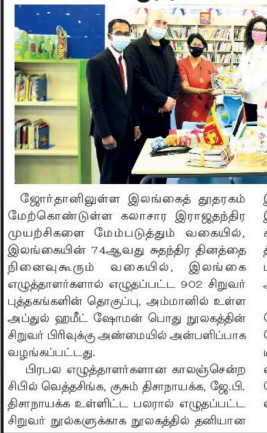 ஜோர்தானிலுள்ள இலங்கைத் தூதரகம்
மேற்கொண்டுள்ள கலாசார இராஜதந்திர
முயற்சிகளை மேம்படுத்தும் வகையில்,
இலங்கையின் 74ஆவது சுதந்திர தினத்தை
நினைவுகூரும் வகையில், இலங்கை
எழுத்தாளர்களால் எழுதப்பட்ட 902 சிறுவர்
புத்தகங்களின் தொகுப்பு, அம்மானில் உள்ள
அப்துல் ஹமீட் ஷோமன் பொது நூலகத்தின்
சிறுவர் பிரிவுக்கு அண்மையில் அன்பளிப்பாக
வழங்கப்பட்டது.
பிரபல எழுத்தாளர்களான காலஞ்சென்ற
சிபில் வெத்தசிங்க, குசும் திசாநாயக்க, ஜே.பி.
திசாநாயக்க உள்ளிட்ட பலரால் எழுதப்பட்ட
சிறுவர் நூல்களுக்காக நூலகத்தில் தனியான